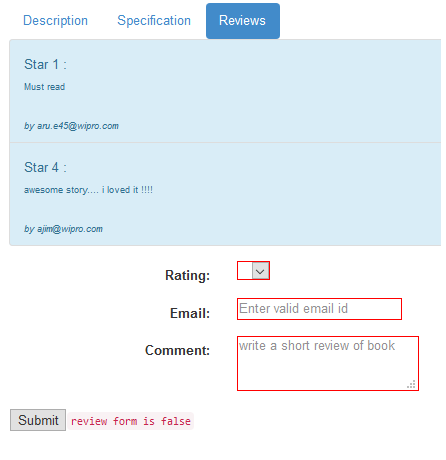 Description Specification Reviews
Star 1 :
Must read
by aru.e45@wipro.com
Star 4 :
awesome story.... i loved it !!!!
by ajim@wipro.com
Rating:
Email: Enter valid email id
Comment: write a short review of book
Submit review form is false